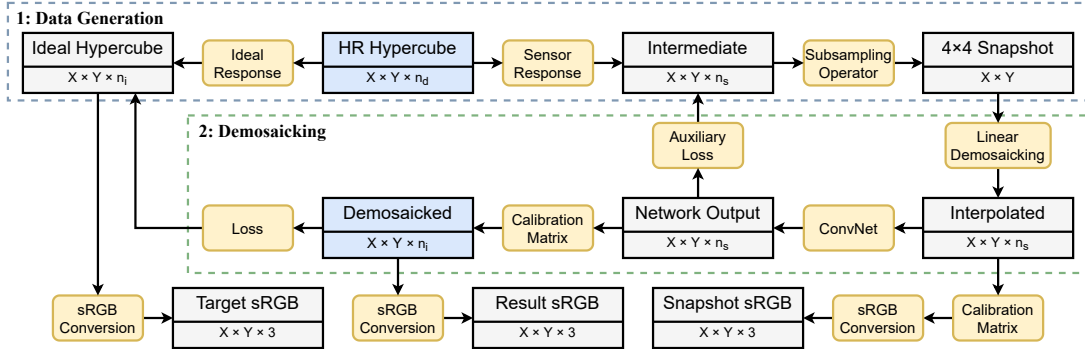 1: Data Generation
Ideal Hypercube
X × Y × nᵢ
Ideal
Response
HR Hypercube
X × Y × n_d
Sensor
Response
Intermediate
X × Y × nₛ
Subsampling
Operator
4×4 Snapshot
X × Y
2: Demosaicking
Auxiliary
Loss
Linear
Demosaicking
Loss
Demosaicked
X × Y × nᵢ
Calibration
Matrix
Network Output
X × Y × nₛ
ConvNet
Interpolated
X × Y × nₛ
sRGB
Conversion
Target sRGB
X × Y × 3
sRGB
Conversion
Result sRGB
X × Y × 3
Snapshot sRGB
X × Y × 3
sRGB
Conversion
Calibration
Matrix